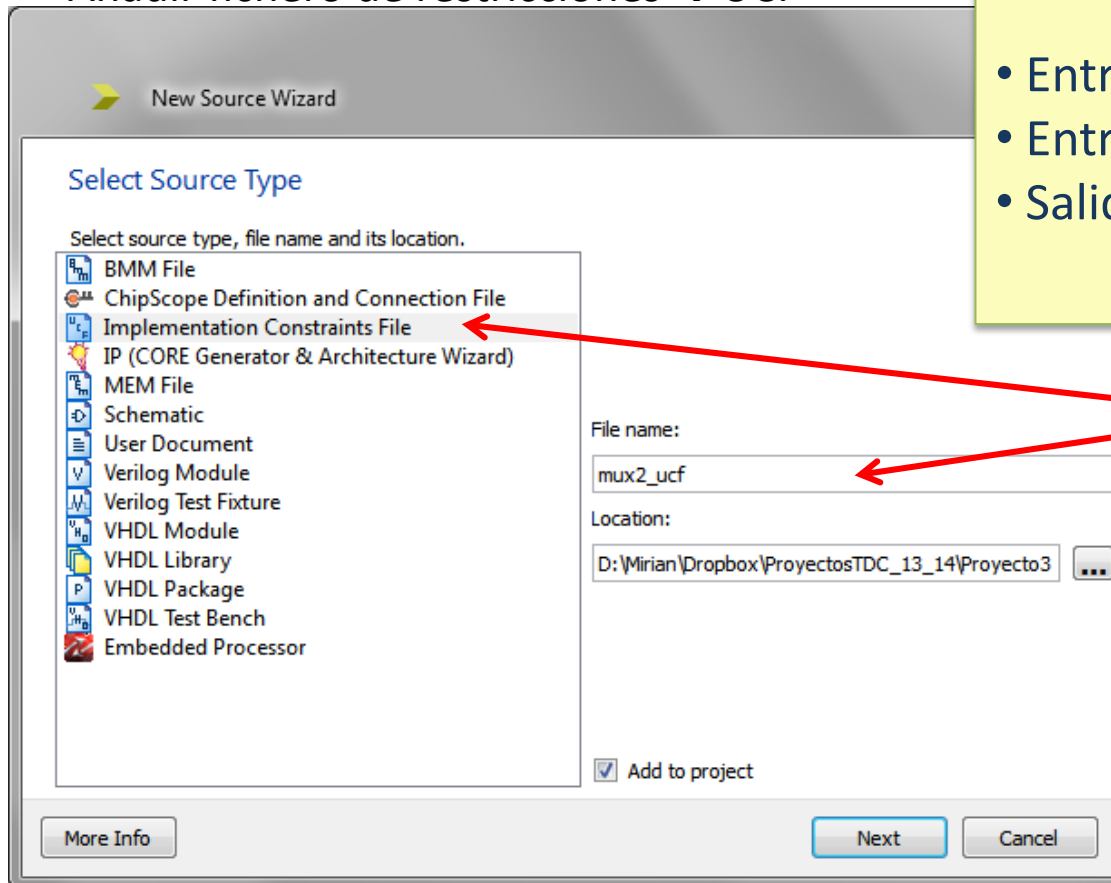 New Source Wizard
• Entr
• Entr
• Salid
Select Source Type
Select source type, file name and its location.
BMM File
ChipScope Definition and Connection File
Implementation Constraints File
IP (CORE Generator & Architecture Wizard)
MEM File
Schematic
User Document
Verilog Module
Verilog Test Fixture
VHDL Module
VHDL Library
VHDL Package
VHDL Test Bench
Embedded Processor
File name:
mux2_ucf
Location:
D:\Mirian\Dropbox\ProyectosTDC_13_14\Proyecto3 ...
Add to project
More Info
Next
Cancel